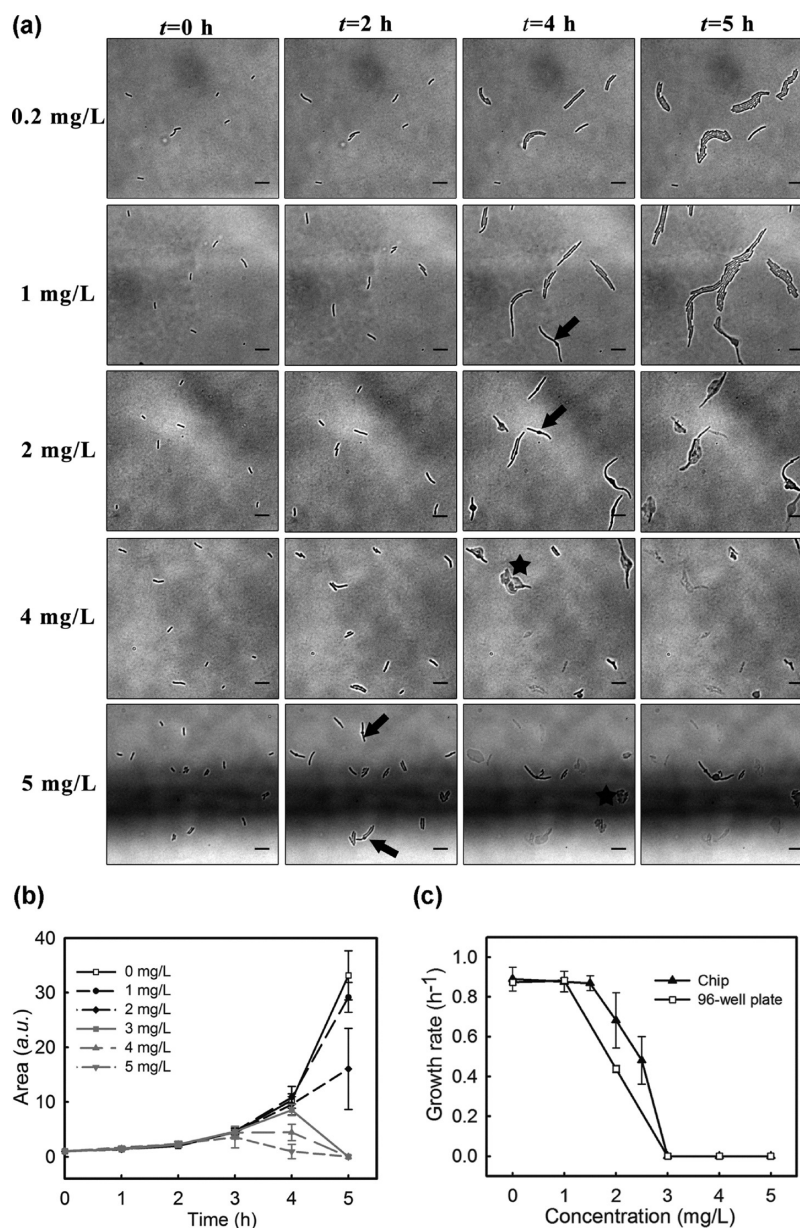 (a)
t=0 h t=2 h t=4 h t=5 h
0.2 mg/L
1 mg/L
2 mg/L
4 mg/L
5 mg/L
(b)
40
30
20
10
0
Area (a.u.)
0 mg/L
1 mg/L
2 mg/L
3 mg/L
4 mg/L
5 mg/L
0 1 2 3 4 5
Time (h)
(c)
1.0
0.8
0.6
0.4
0.2
0.0
Growth rate (h⁻¹)
Chip
96-well plate
0 1 2 3 4 5
Concentration (mg/L)